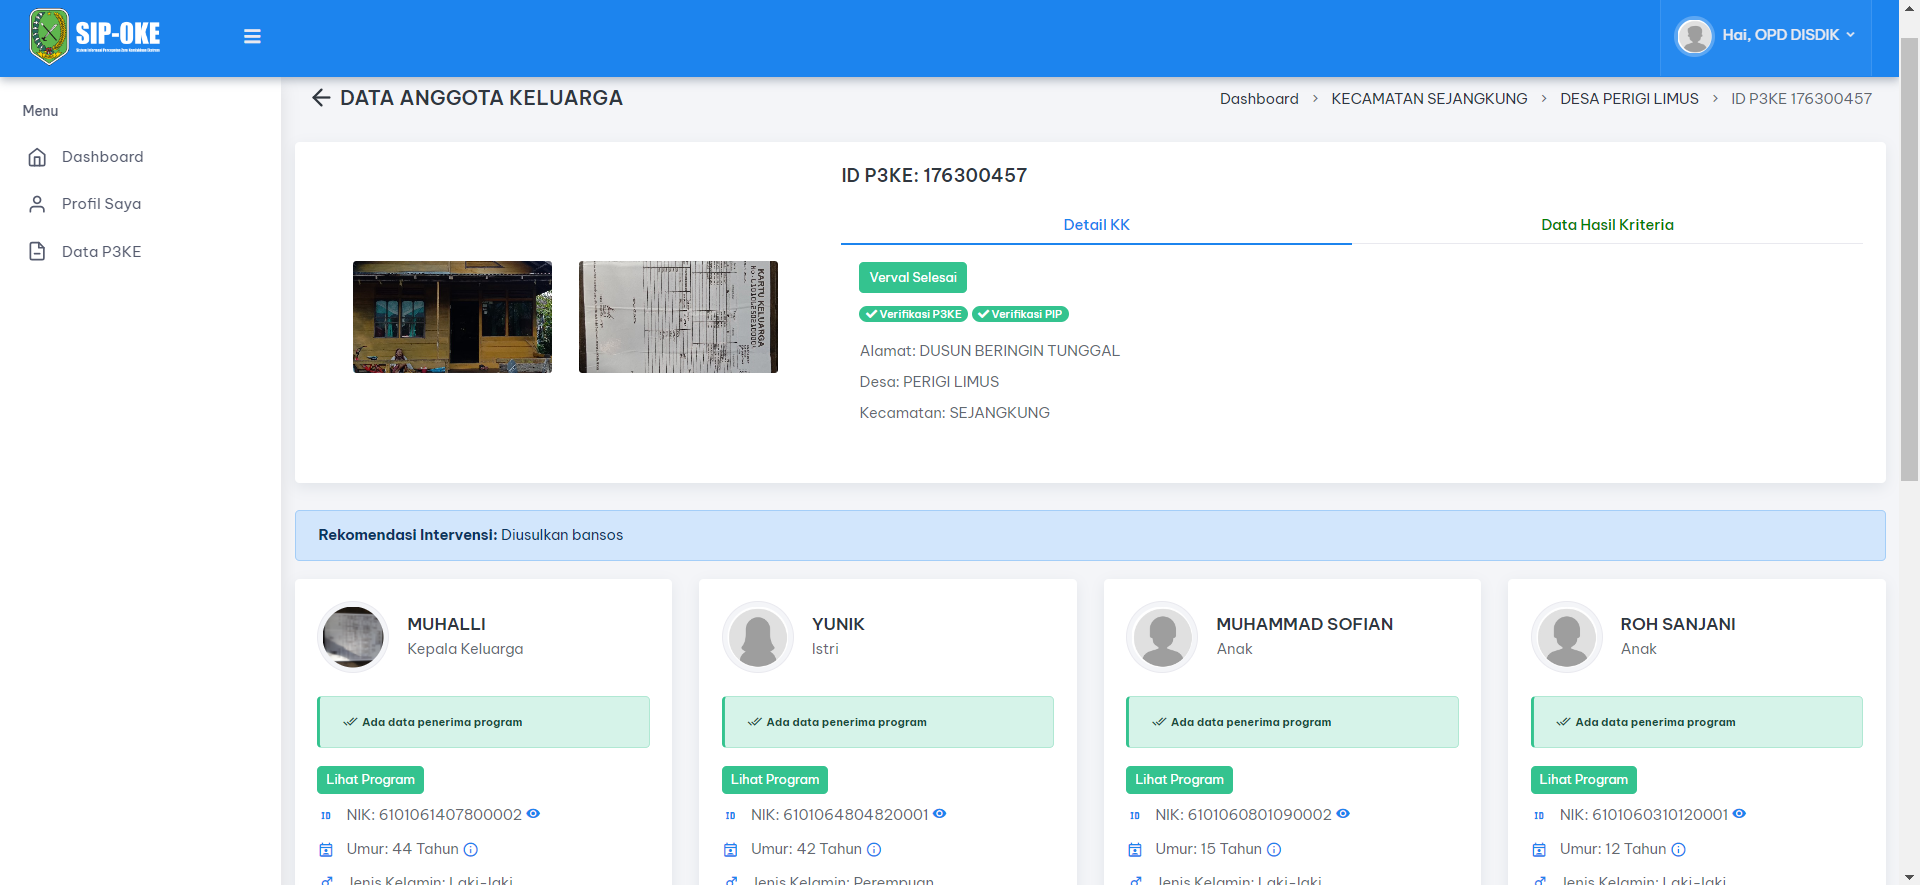 SIP-OKE
Hai, OPD DISDIK
Menu
Dashboard
Profil Saya
Data P3KE
DATA ANGGOTA KELUARGA
Dashboard > KECAMATAN SEJANGKUNG > DESA PERIGI LIMUS > ID P3KE 176300457
ID P3KE: 176300457
Detail KK
Data Hasil Kriteria
KARTU KELUARGA
Verval Selesai
Verifikasi P3KE Verifikasi PIP
Alamat: DUSUN BERINGIN TUNGGAL
Desa: PERIGI LIMUS
Kecamatan: SEJANGKUNG
Rekomendasi Intervensi: Diusulkan bansos
MUHALLI
Kepala Keluarga
Ada data penerima program
Lihat Program
ID NIK: 6101061407800002
Umur: 44 Tahun
Jenis Kelamin: Laki-laki
YUNIK
Istri
Ada data penerima program
Lihat Program
ID NIK: 6101064804820001
Umur: 42 Tahun
Jenis Kelamin: Perempuan
MUHAMMAD SOFIAN
Anak
Ada data penerima program
Lihat Program
ID NIK: 6101060801090002
Umur: 15 Tahun
Jenis Kelamin: Laki-laki
ROH SANJANI
Anak
Ada data penerima program
Lihat Program
ID NIK: 6101060310120001
Umur: 12 Tahun
Jenis Kelamin: Laki-laki